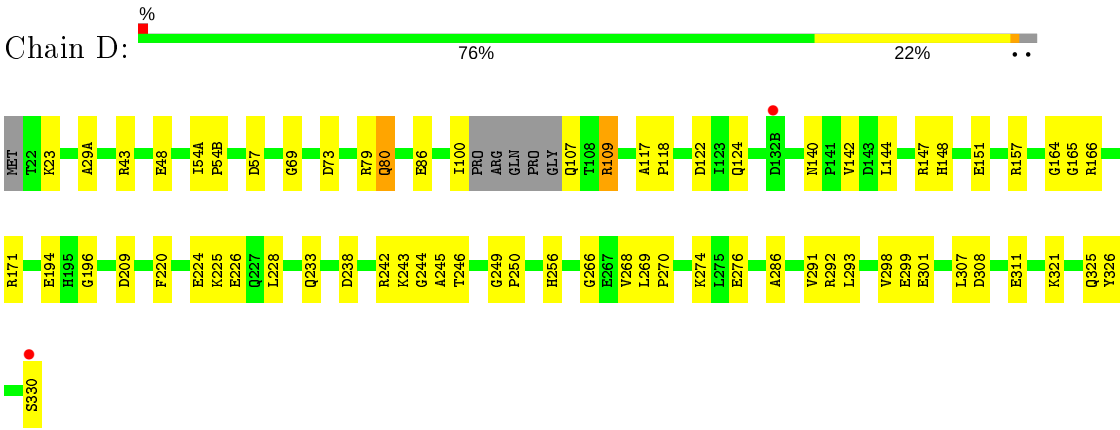 %
Chain D:
76% 22% • •
MET T22 K23 A29A R43 E48 I54A P54B D57 G69 D73 R79 Q80 E86 I100 PRO ARG GLN PRO GLY Q107 T108 R109 A117 P118 D122 I123 Q124 D132B N140 P141 V142 D143 L144 R147 H148 E151 R157 G164 G165 R166
R171 E194 H195 G196 D209 F220 E224 K225 E226 Q227 L228 Q233 D238 R242 K243 G244 A245 T246 G249 P250 H256 G266 E267 V268 L269 P270 K274 L275 E276 A286 V291 R292 L293 V298 E299 E301 L307 D308 E311 K321 Q325 Y326
S330